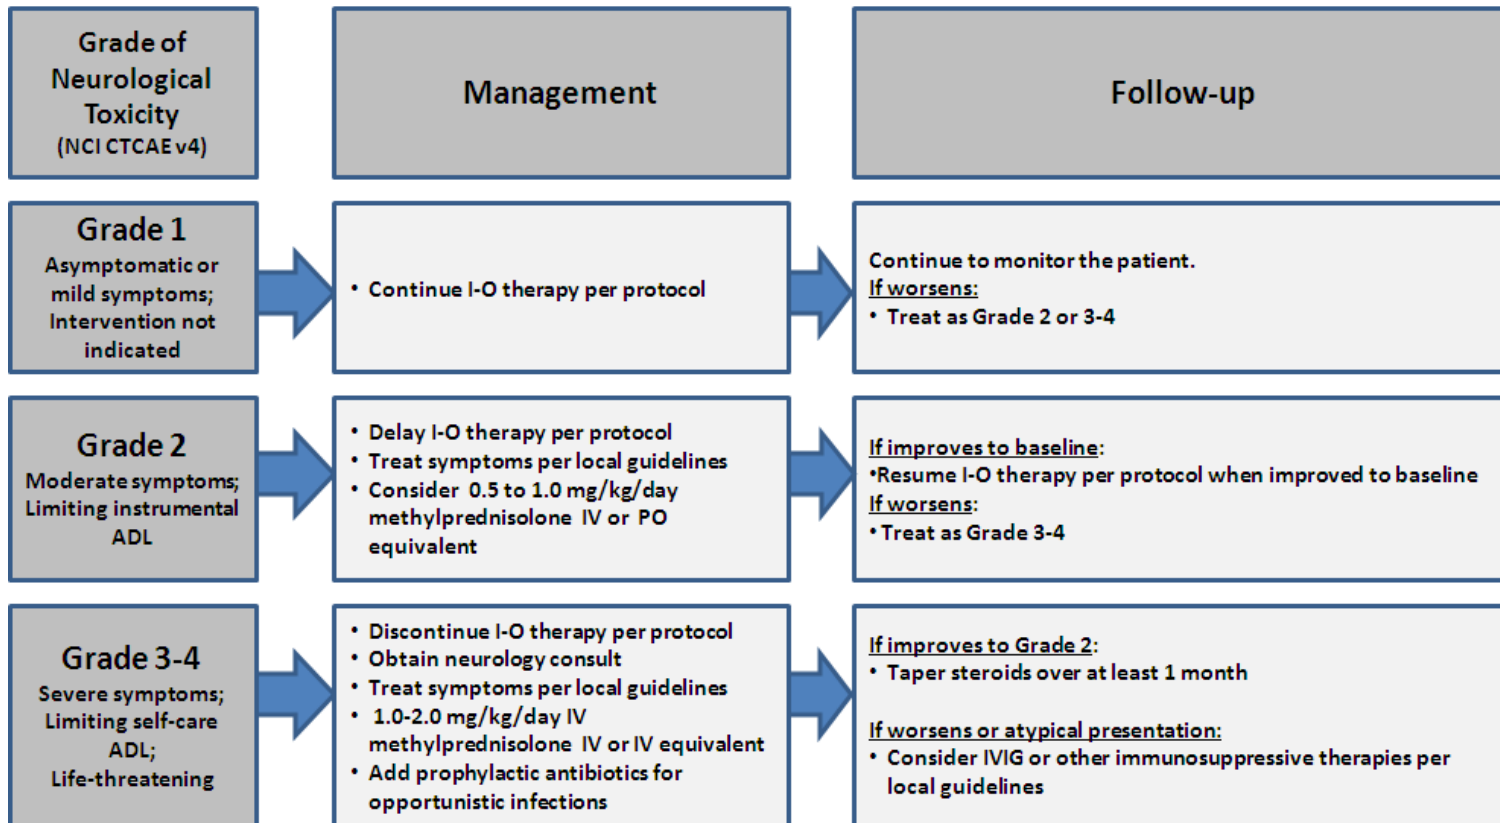 Grade of
Neurological
Toxicity
(NCI CTCAE v4)
Management
Follow-up
Grade 1
Asymptomatic or
mild symptoms;
Intervention not
indicated
• Continue I-O therapy per protocol
Continue to monitor the patient.
If worsens:
• Treat as Grade 2 or 3-4
Grade 2
Moderate symptoms;
Limiting instrumental
ADL
• Delay I-O therapy per protocol
• Treat symptoms per local guidelines
• Consider 0.5 to 1.0 mg/kg/day
methylprednisolone IV or PO
equivalent
If improves to baseline:
•Resume I-O therapy per protocol when improved to baseline
If worsens:
• Treat as Grade 3-4
Grade 3-4
Severe symptoms;
Limiting self-care
ADL;
Life-threatening
• Discontinue I-O therapy per protocol
• Obtain neurology consult
• Treat symptoms per local guidelines
• 1.0-2.0 mg/kg/day IV
methylprednisolone IV or IV equivalent
• Add prophylactic antibiotics for
opportunistic infections
If improves to Grade 2:
• Taper steroids over at least 1 month
If worsens or atypical presentation:
• Consider IVIG or other immunosuppressive therapies per
local guidelines